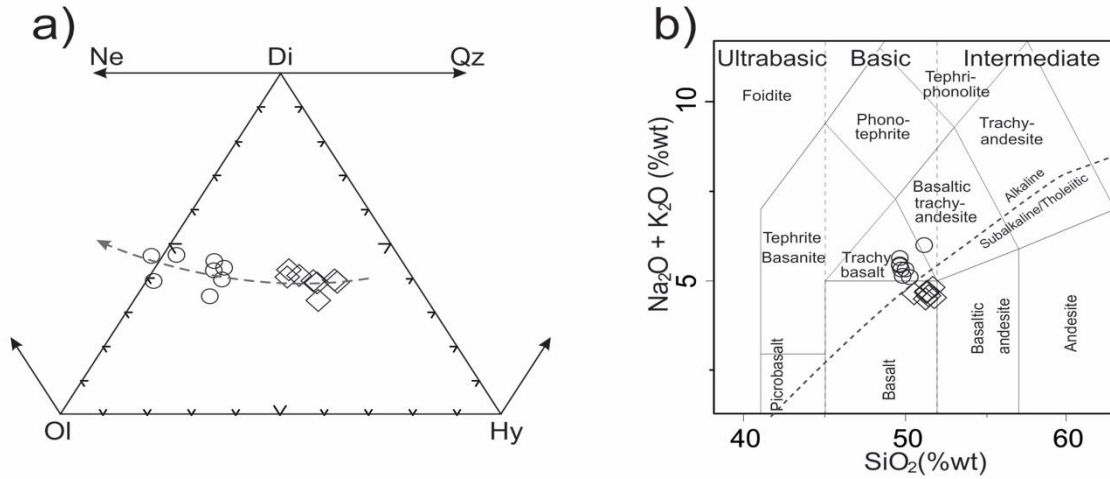 a)
Ne
Di
Qz
Ol
Hy
b)
Ultrabasic
Basic
Intermediate
Foidite
Tephri-
phonolite
Phono-
tephrite
Trachy-
andesite
Basaltic
trachy-
andesite
Alkaline
Subalkaline/Tholeiitic
Tephrite
Basanite
Trachy
basalt
Picrobasalt
Basalt
Basaltic
andesite
Andesite
10
5
Na₂O + K₂O (%wt)
40
50
60
SiO₂(%wt)